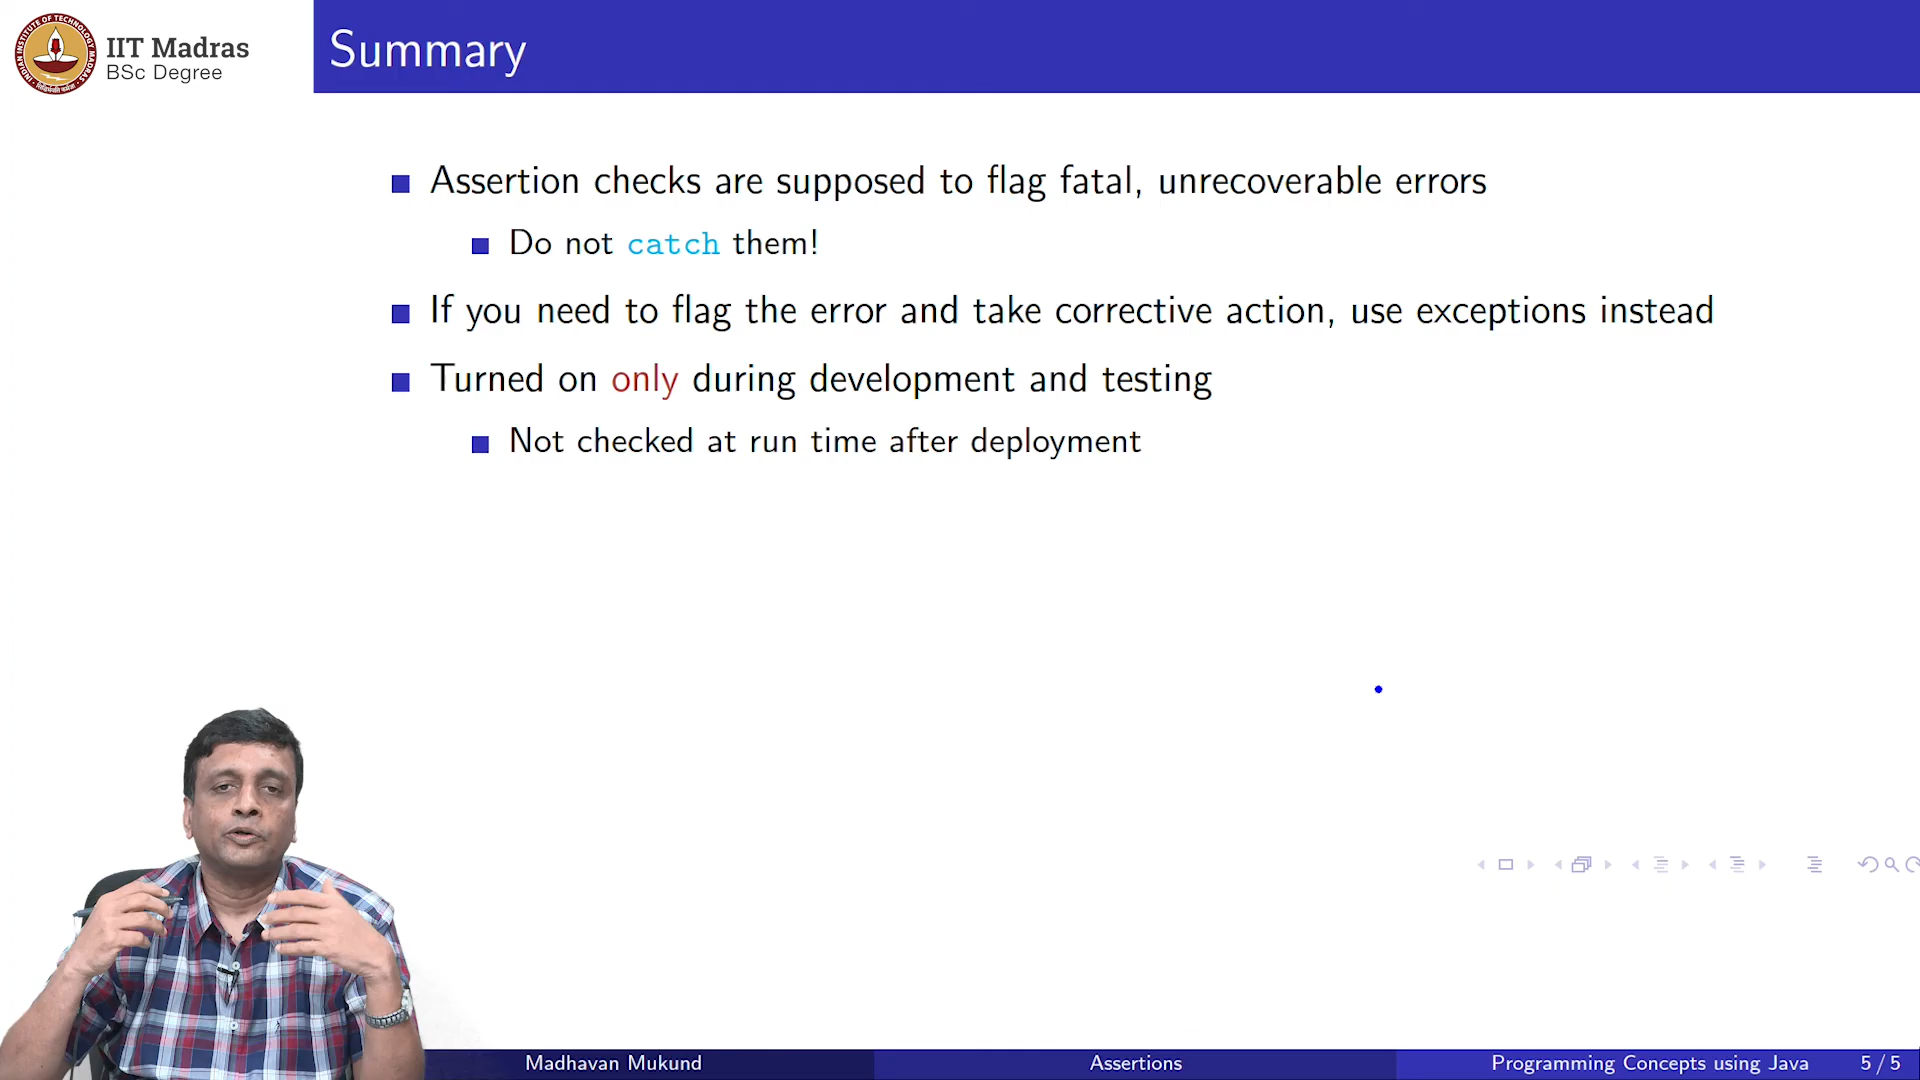 IIT Madras
BSc Degree
Summary
Assertion checks are supposed to flag fatal, unrecoverable errors
Do not catch them!
If you need to flag the error and take corrective action, use exceptions instead
Turned on only during development and testing
Not checked at run time after deployment
Madhavan Mukund
Assertions
Programming Concepts using Java
5 / 5